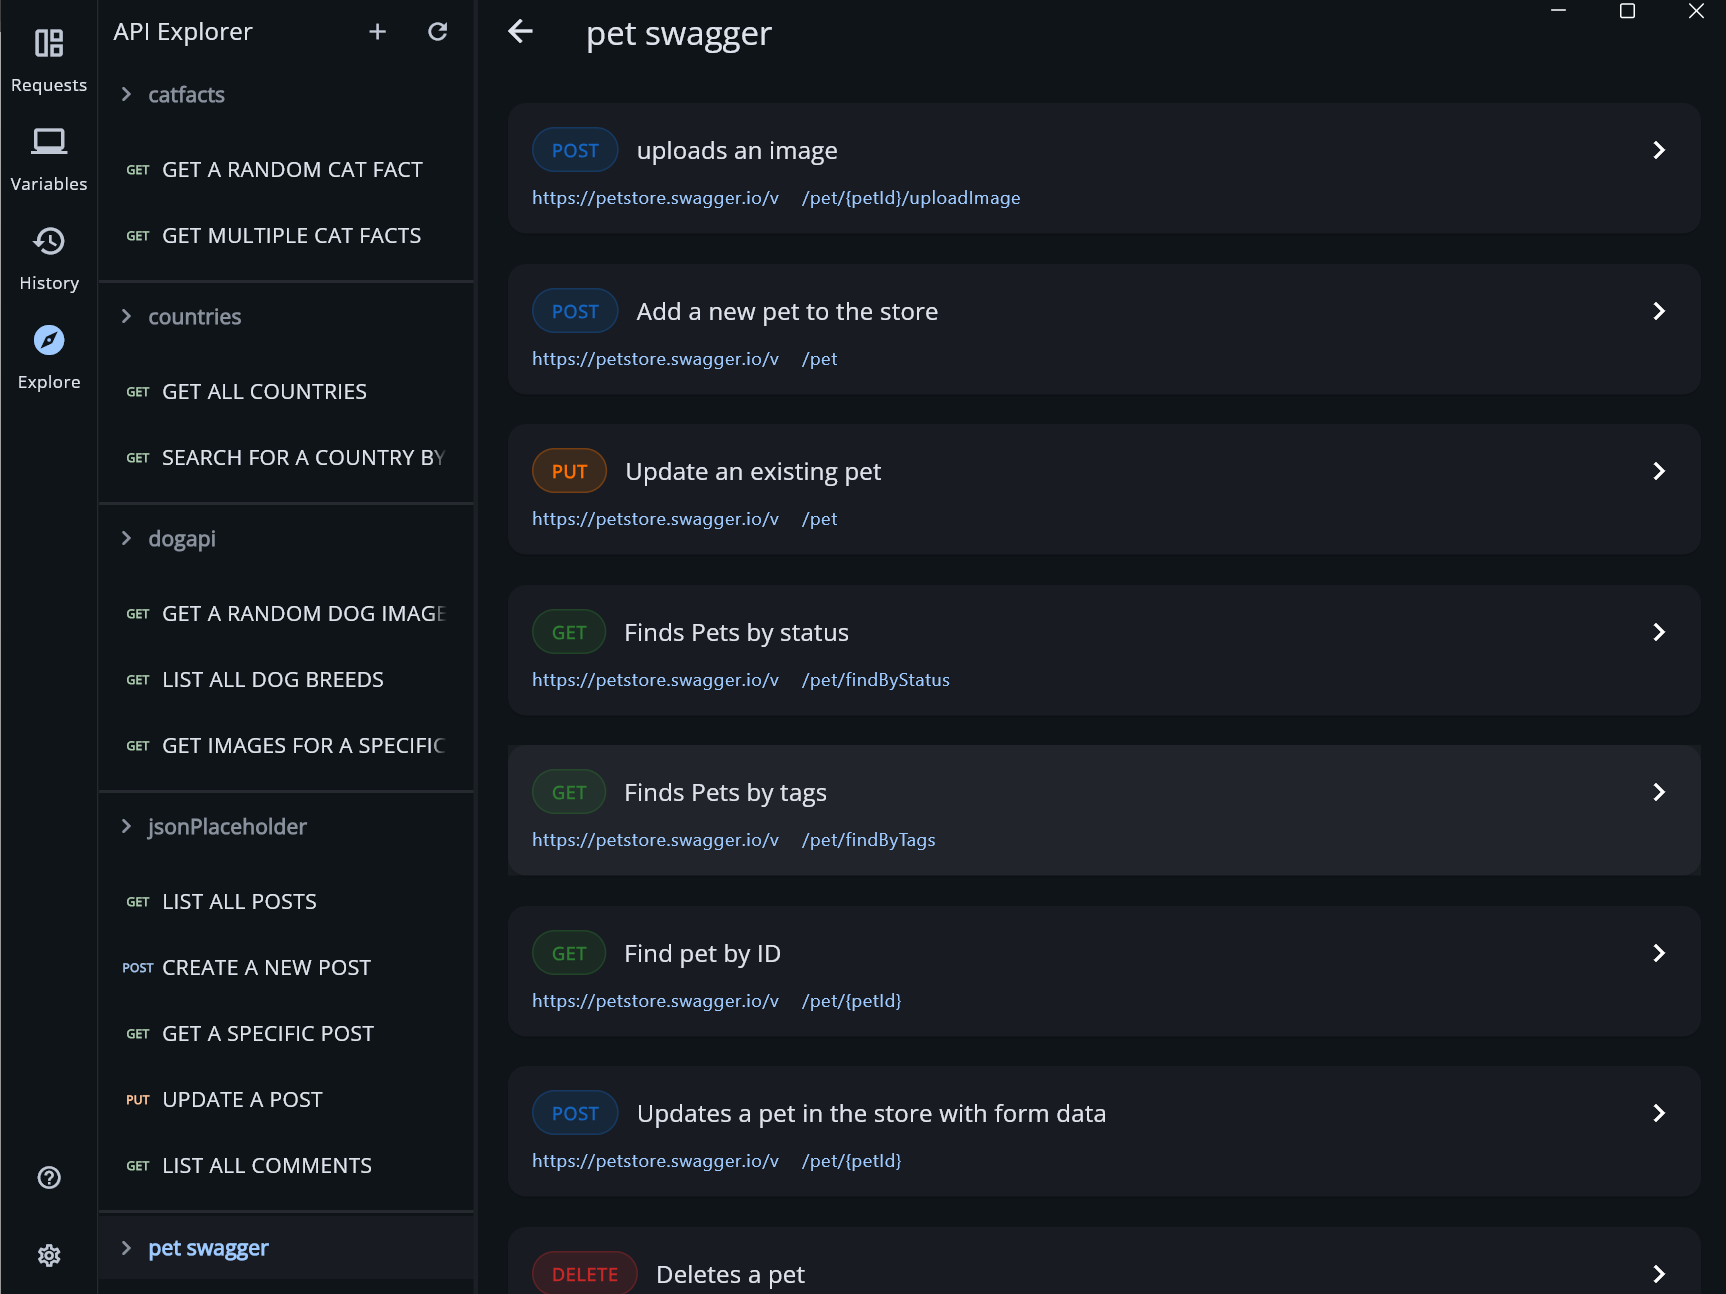 Requests
Variables
History
Explore
API Explorer
catfacts
GET GET A RANDOM CAT FACT
GET GET MULTIPLE CAT FACTS
countries
GET GET ALL COUNTRIES
GET SEARCH FOR A COUNTRY BY
dogapi
GET GET A RANDOM DOG IMAGE
GET LIST ALL DOG BREEDS
GET GET IMAGES FOR A SPECIFIC
jsonPlaceholder
GET LIST ALL POSTS
POST CREATE A NEW POST
GET GET A SPECIFIC POST
PUT UPDATE A POST
GET LIST ALL COMMENTS
pet swagger
pet swagger
POST uploads an image
https://petstore.swagger.io/v /pet/{petId}/uploadImage
POST Add a new pet to the store
https://petstore.swagger.io/v /pet
PUT Update an existing pet
https://petstore.swagger.io/v /pet
GET Finds Pets by status
https://petstore.swagger.io/v /pet/findByStatus
GET Finds Pets by tags
https://petstore.swagger.io/v /pet/findByTags
GET Find pet by ID
https://petstore.swagger.io/v /pet/{petId}
POST Updates a pet in the store with form data
https://petstore.swagger.io/v /pet/{petId}
DELETE Deletes a pet